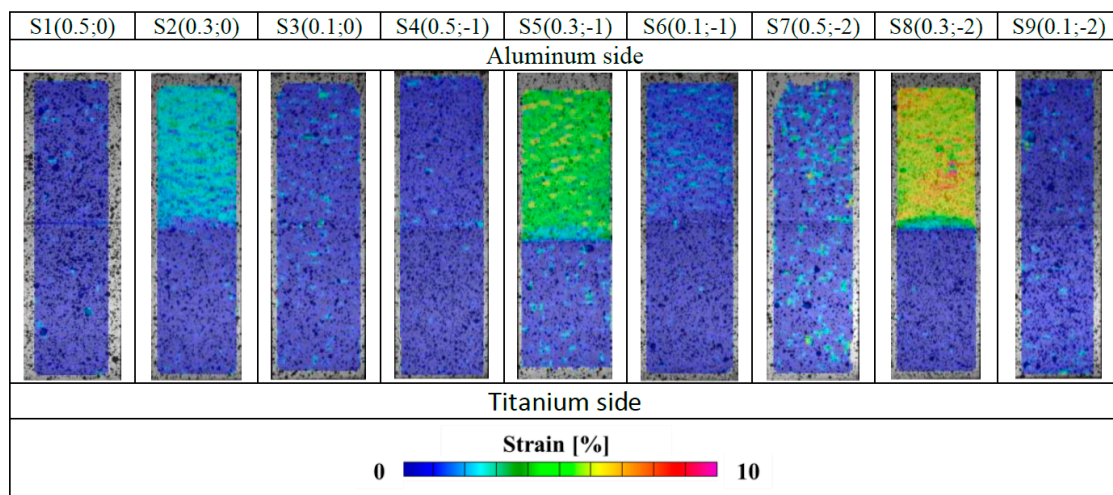 S1(0.5;0) S2(0.3;0) S3(0.1;0) S4(0.5;-1) S5(0.3;-1) S6(0.1;-1) S7(0.5;-2) S8(0.3;-2) S9(0.1;-2)
Aluminum side
Titanium side
Strain [%]
0 10